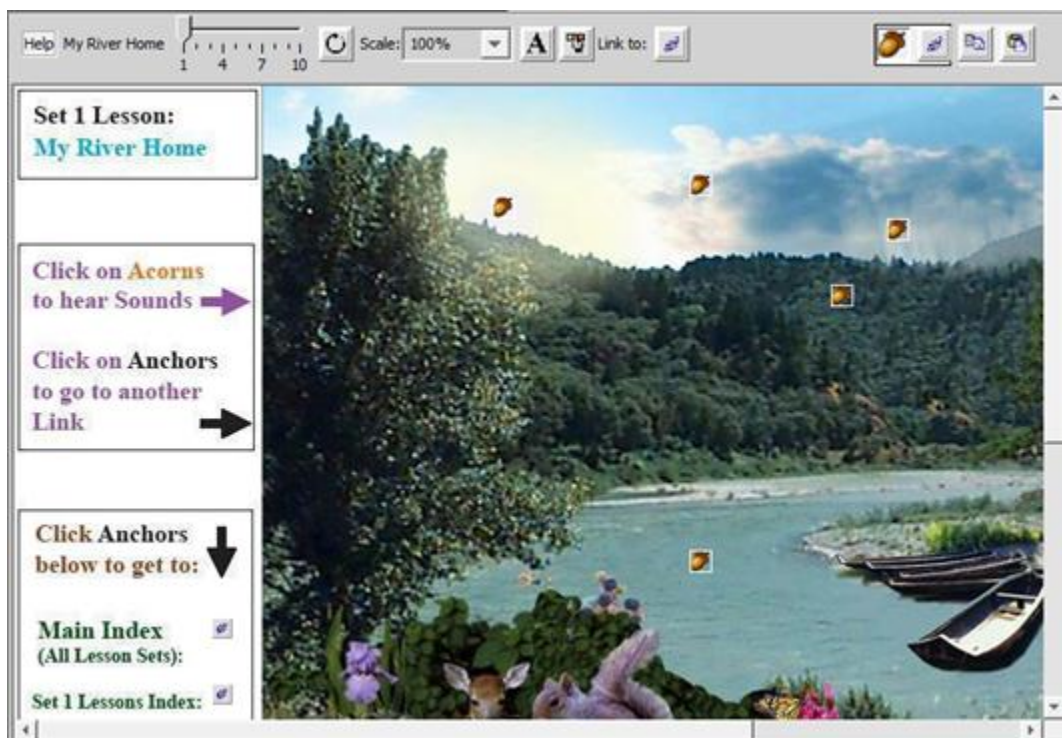 Help My River Home Scale: 100% A Link to:
1 4 7 10
Set 1 Lesson:
My River Home
Click on Acorns
to hear Sounds
Click on Anchors
to go to another
Link
Click Anchors
below to get to:
Main Index
(All Lesson Sets):
Set 1 Lessons Index: